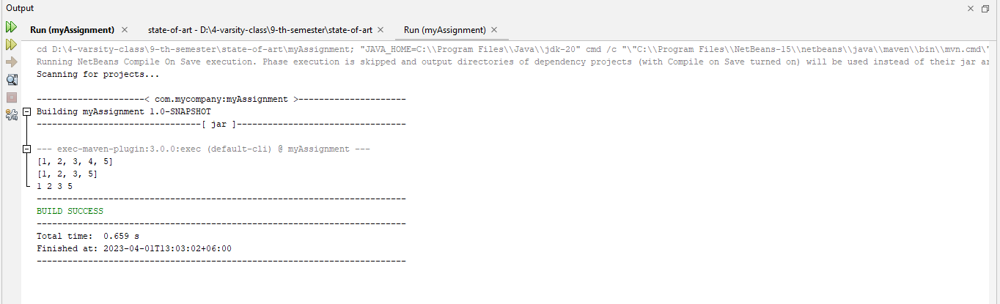 Output
Run (myAssignment) × state-of-art - D:\4-varsity-class\9-th-semester\state-of-art × Run (myAssignment) ×
cd D:\4-varsity-class\9-th-semester\state-of-art\myAssignment; "JAVA_HOME=C:\\Program Files\\Java\\jdk-20" cmd /c "\"C:\\Program Files\\NetBeans-15\\netbeans\\java\\maven\\bin\\mvn.cmd\"
Running NetBeans Compile On Save execution. Phase execution is skipped and output directories of dependency projects (with Compile on Save turned on) will be used instead of their jar ar
Scanning for projects...
---------------------< com.mycompany:myAssignment >---------------------
Building myAssignment 1.0-SNAPSHOT
--------------------------------[ jar ]---------------------------------
--- exec-maven-plugin:3.0.0:exec (default-cli) @ myAssignment ---
[1, 2, 3, 4, 5]
[1, 2, 3, 5]
1 2 3 5
------------------------------------------------------------------------
BUILD SUCCESS
------------------------------------------------------------------------
Total time:  0.659 s
Finished at: 2023-04-01T13:03:02+06:00
------------------------------------------------------------------------